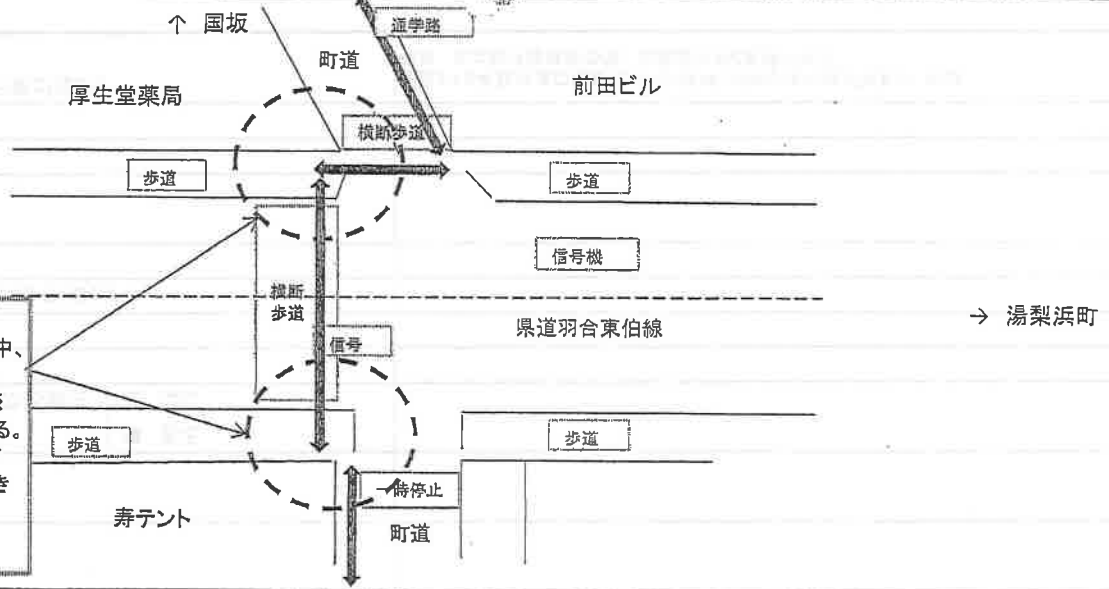 ↑ 国坂
通学路
町道
前田ビル
厚生堂薬局
横断歩道
歩道
歩道
信号機
横断
歩道
県道羽合東伯線
→ 湯梨浜町
信号
中、
る。
歩道
歩道
一時停止
寿テント
町道